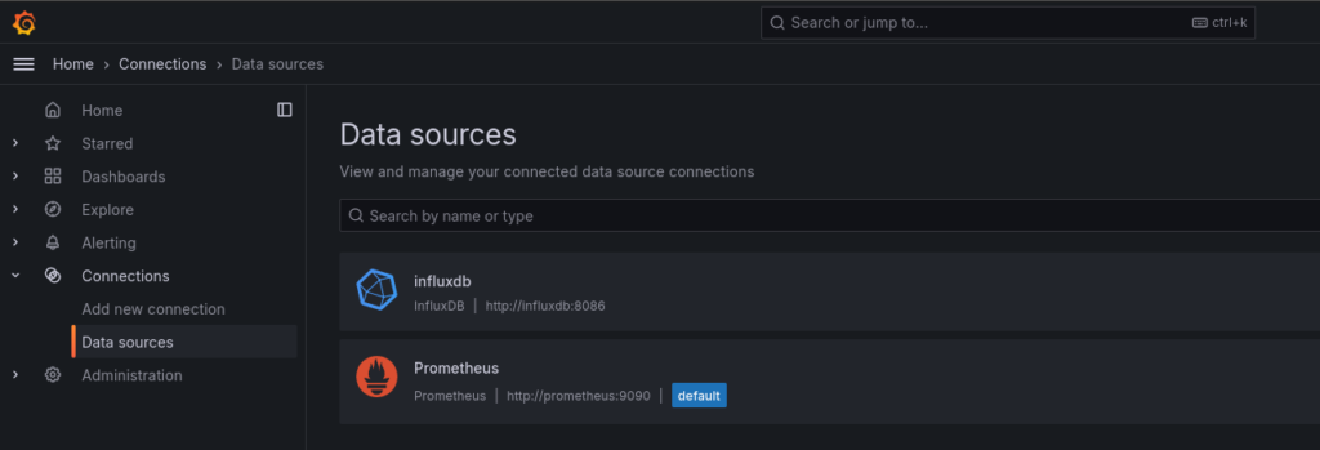 Search or jump to...
ctrl+k
Home › Connections › Data sources
Home
Starred
Dashboards
Explore
Alerting
Connections
Add new connection
Data sources
Administration
Data sources
View and manage your connected data source connections
Search by name or type
influxdb
InfluxDB | http://influxdb:8086
Prometheus
Prometheus | http://prometheus:9090 | default